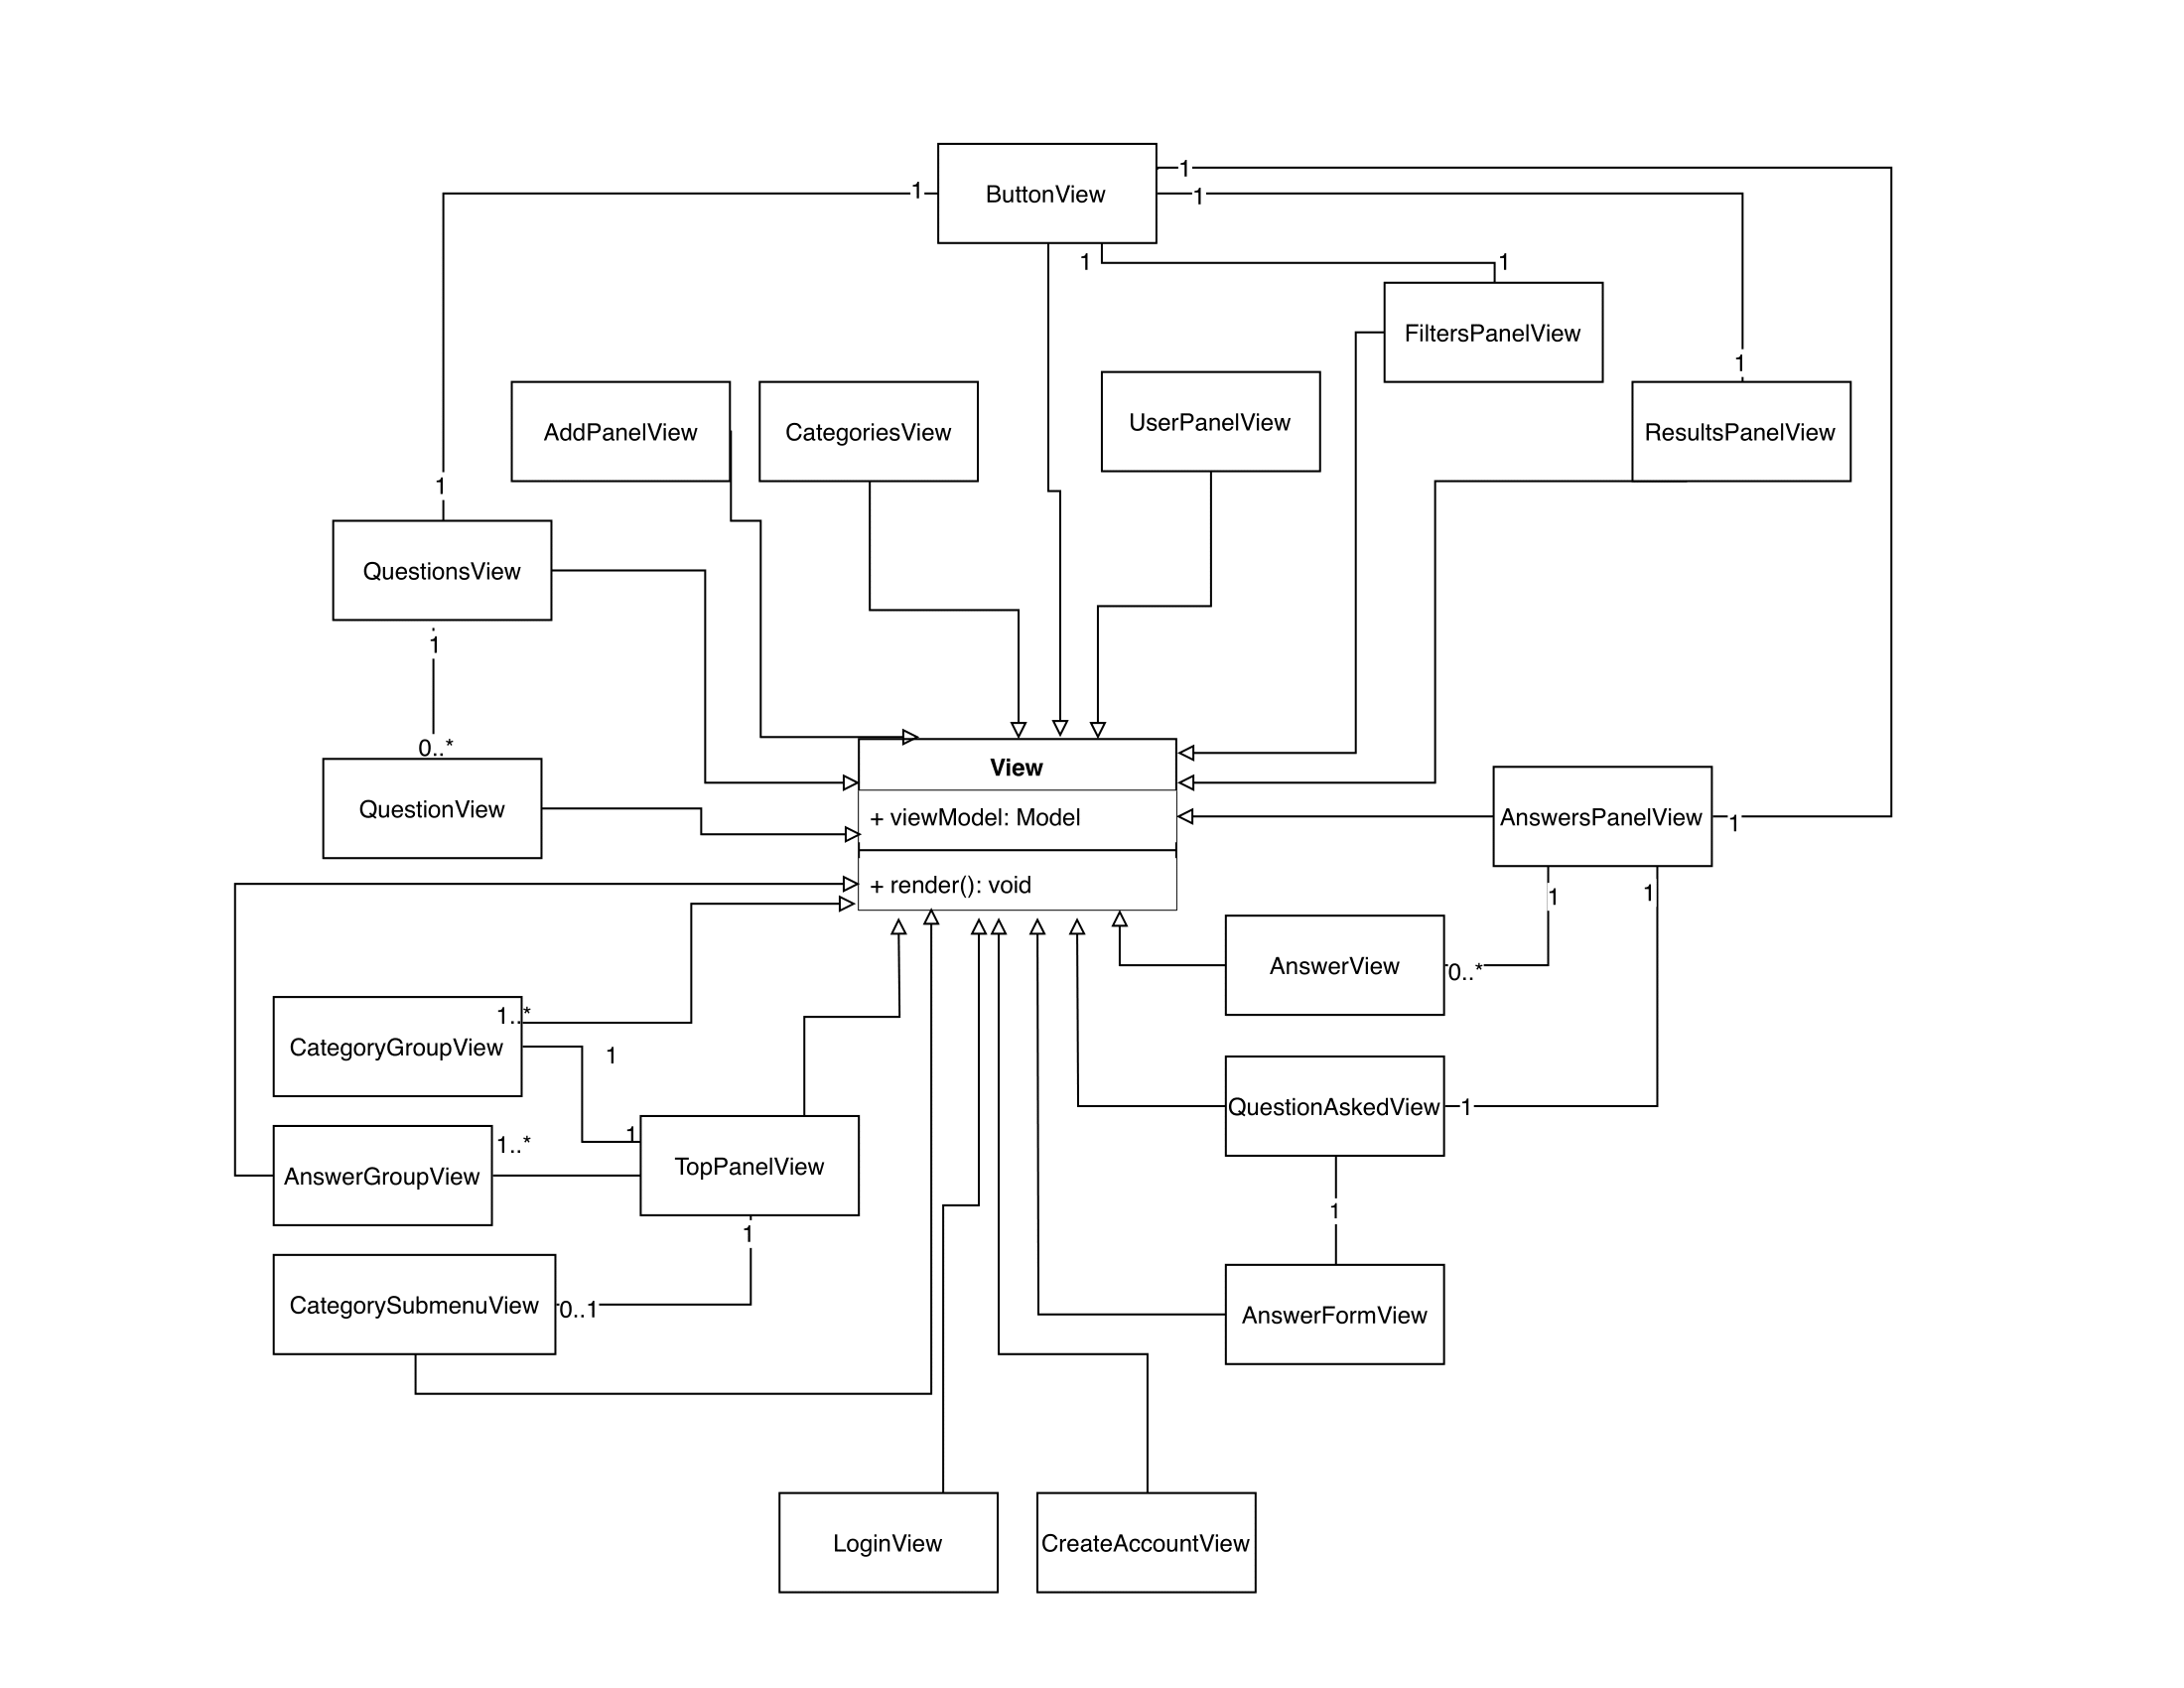 1
ButtonView
1
1
1
1
FiltersPanelView
1
AddPanelView
CategoriesView
UserPanelView
ResultsPanelView
1
QuestionsView
1
0..*
QuestionView
View
+ viewModel: Model
+ render(): void
AnswersPanelView
1
1
1
AnswerView
0..*
1..*
CategoryGroupView
1
QuestionAskedView
1
1
1..*
AnswerGroupView
TopPanelView
1
1
CategorySubmenuView
0..1
AnswerFormView
LoginView
CreateAccountView